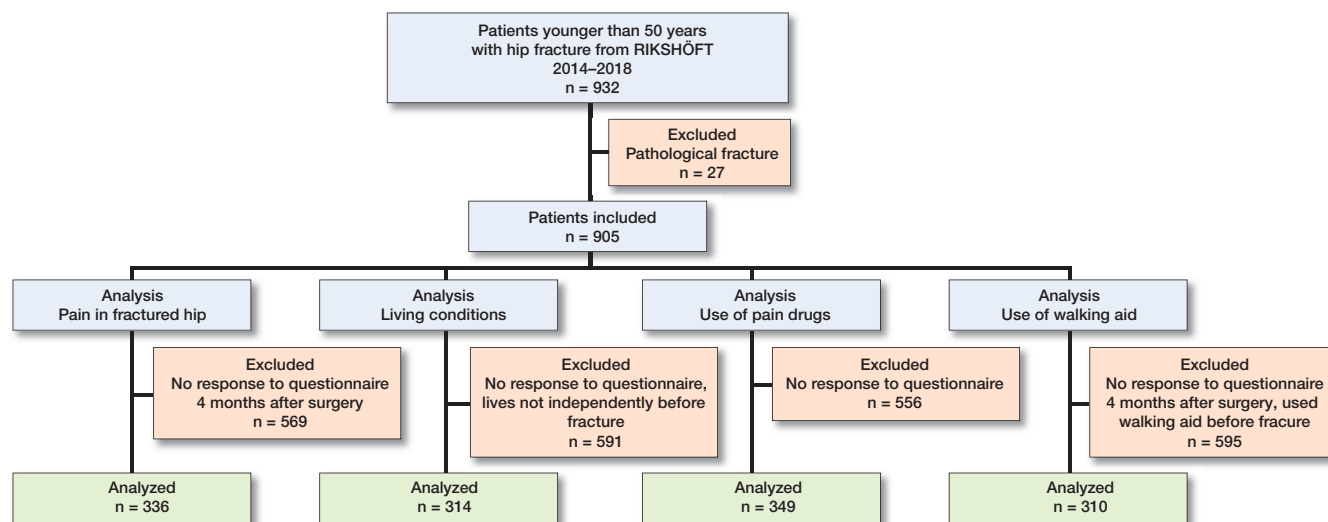 Patients younger than 50 years
with hip fracture from RIKSHÖFT
2014–2018
n = 932
Excluded
Pathological fracture
n = 27
Patients included
n = 905
Analysis
Pain in fractured hip
Excluded
No response to questionnaire
4 months after surgery
n = 569
Analyzed
n = 336
Analysis
Living conditions
Excluded
No response to questionnaire,
lives not independently before
fracture
n = 591
Analyzed
n = 314
Analysis
Use of pain drugs
Excluded
No response to questionnaire
n = 556
Analyzed
n = 349
Analysis
Use of walking aid
Excluded
No response to questionnaire
4 months after surgery, used
walking aid before fracure
n = 595
Analyzed
n = 310